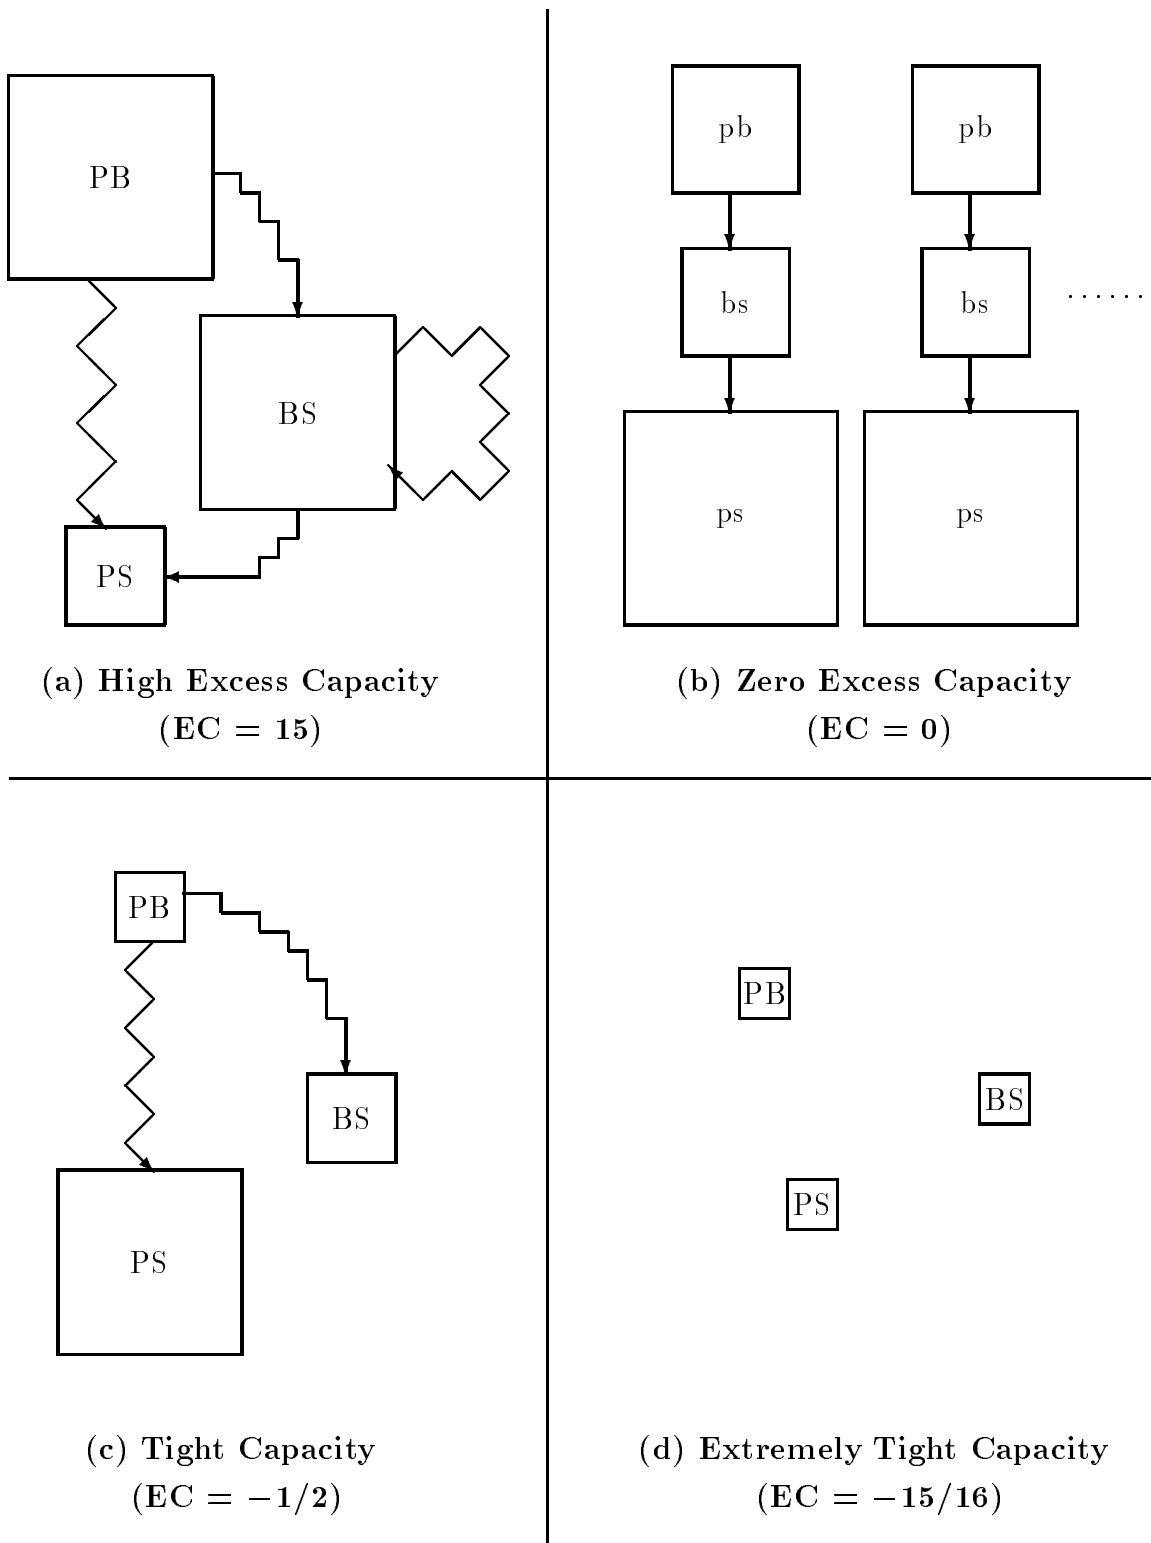 PB
BS
PS
(a) High Excess Capacity
(EC = 15)
pb
pb
bs
bs
......
ps
ps
(b) Zero Excess Capacity
(EC = 0)
PB
BS
PS
(c) Tight Capacity
(EC = −1/2)
PB
BS
PS
(d) Extremely Tight Capacity
(EC = −15/16)